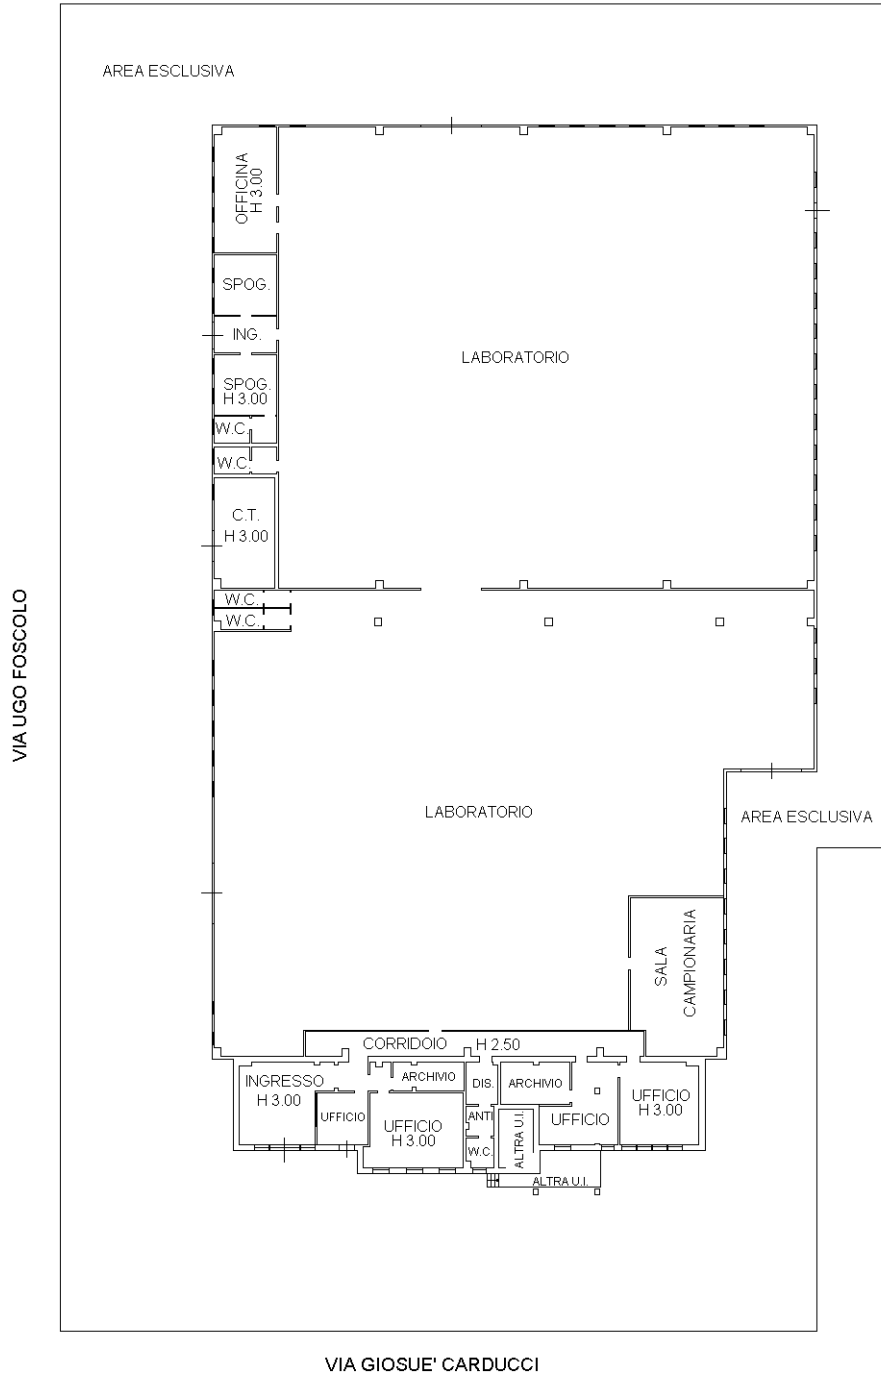 AREA ESCLUSIVA
OFFICINA
H 3.00
SPOG.
ING.
LABORATORIO
SPOG.
H 3.00
W.C.
W.C.
C.T.
H 3.00
W.C.
W.C.
VIA UGO FOSCOLO
LABORATORIO
AREA ESCLUSIVA
SALA
CAMPIONARIA
CORRIDOIO H 2.50
INGRESSO
H 3.00
ARCHIVIO
DIS.
ARCHIVIO
UFFICIO
H 3.00
UFFICIO
UFFICIO
H 3.00
ANTI
W.C.
ALTRA U.I.
UFFICIO
ALTRA U.I.
VIA GIOSUE' CARDUCCI